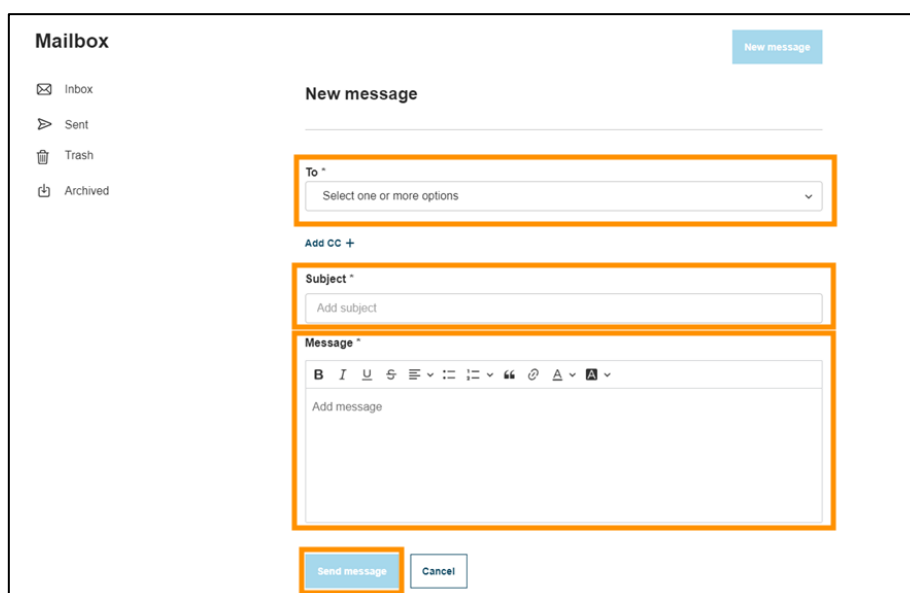 Mailbox
New message
Inbox
Sent
Trash
Archived
New message
To *
Select one or more options
Add CC +
Subject *
Add subject
Message *
B I U S A A
Add message
Send message
Cancel